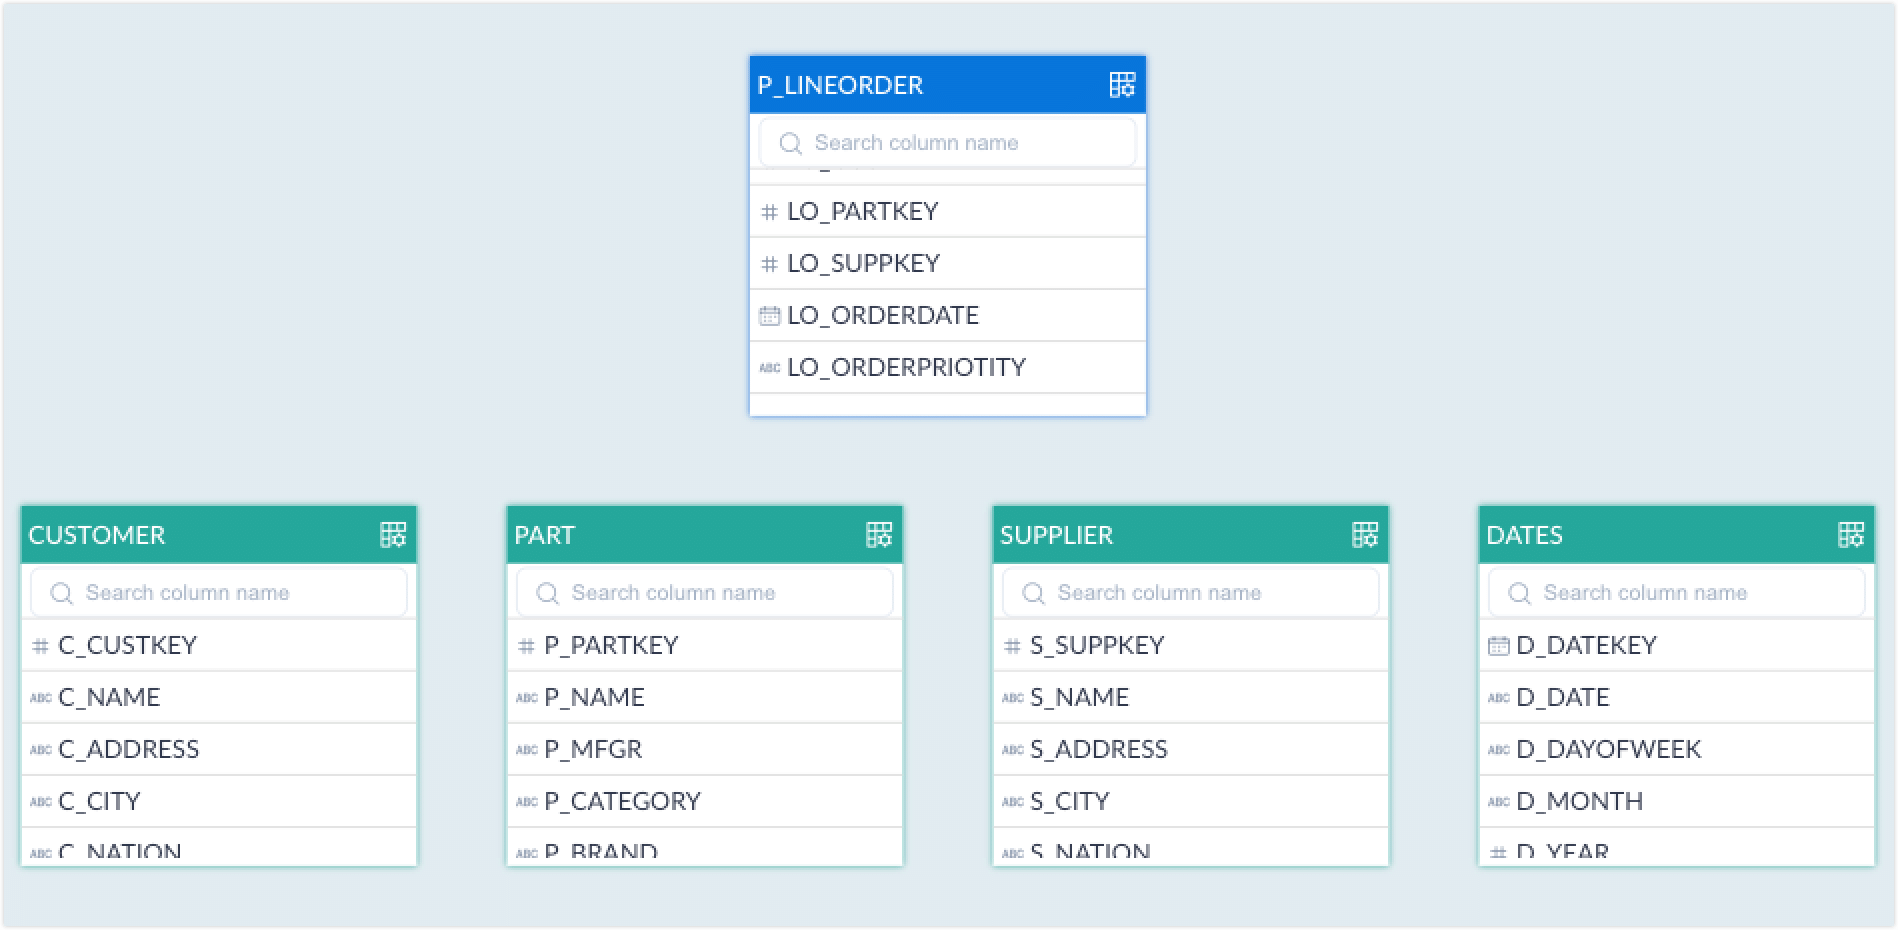 P_LINEORDER
Search column name
# LO_PARTKEY
# LO_SUPPKEY
LO_ORDERDATE
ABC LO_ORDERPRIOTITY
CUSTOMER
Search column name
# C_CUSTKEY
ABC C_NAME
ABC C_ADDRESS
ABC C_CITY
ABC C_NATION
PART
Search column name
# P_PARTKEY
ABC P_NAME
ABC P_MFGR
ABC P_CATEGORY
ABC P_BRAND
SUPPLIER
Search column name
# S_SUPPKEY
ABC S_NAME
ABC S_ADDRESS
ABC S_CITY
ABC S_NATION
DATES
Search column name
D_DATEKEY
ABC D_DATE
ABC D_DAYOFWEEK
ABC D_MONTH
# D_YEAR